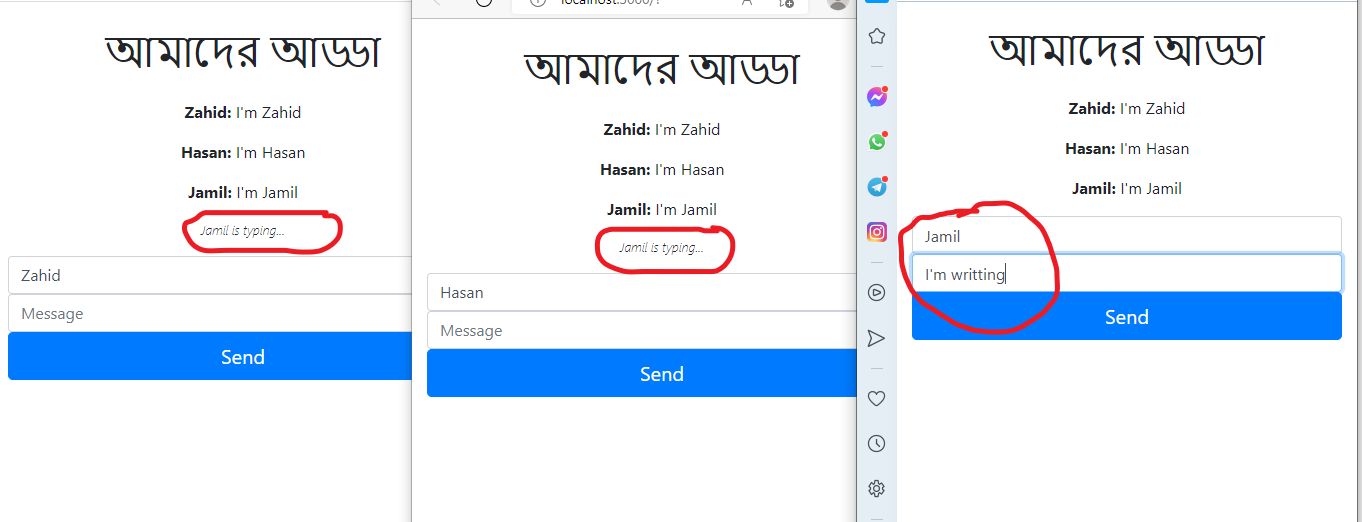 আমাদের আড্ডা
Zahid: I'm Zahid
Hasan: I'm Hasan
Jamil: I'm Jamil
Jamil is typing...
Zahid
Message
Send
আমাদের আড্ডা
Zahid: I'm Zahid
Hasan: I'm Hasan
Jamil: I'm Jamil
Jamil is typing...
Hasan
Message
Send
আমাদের আড্ডা
Zahid: I'm Zahid
Hasan: I'm Hasan
Jamil: I'm Jamil
Jamil
I'm writting
Send